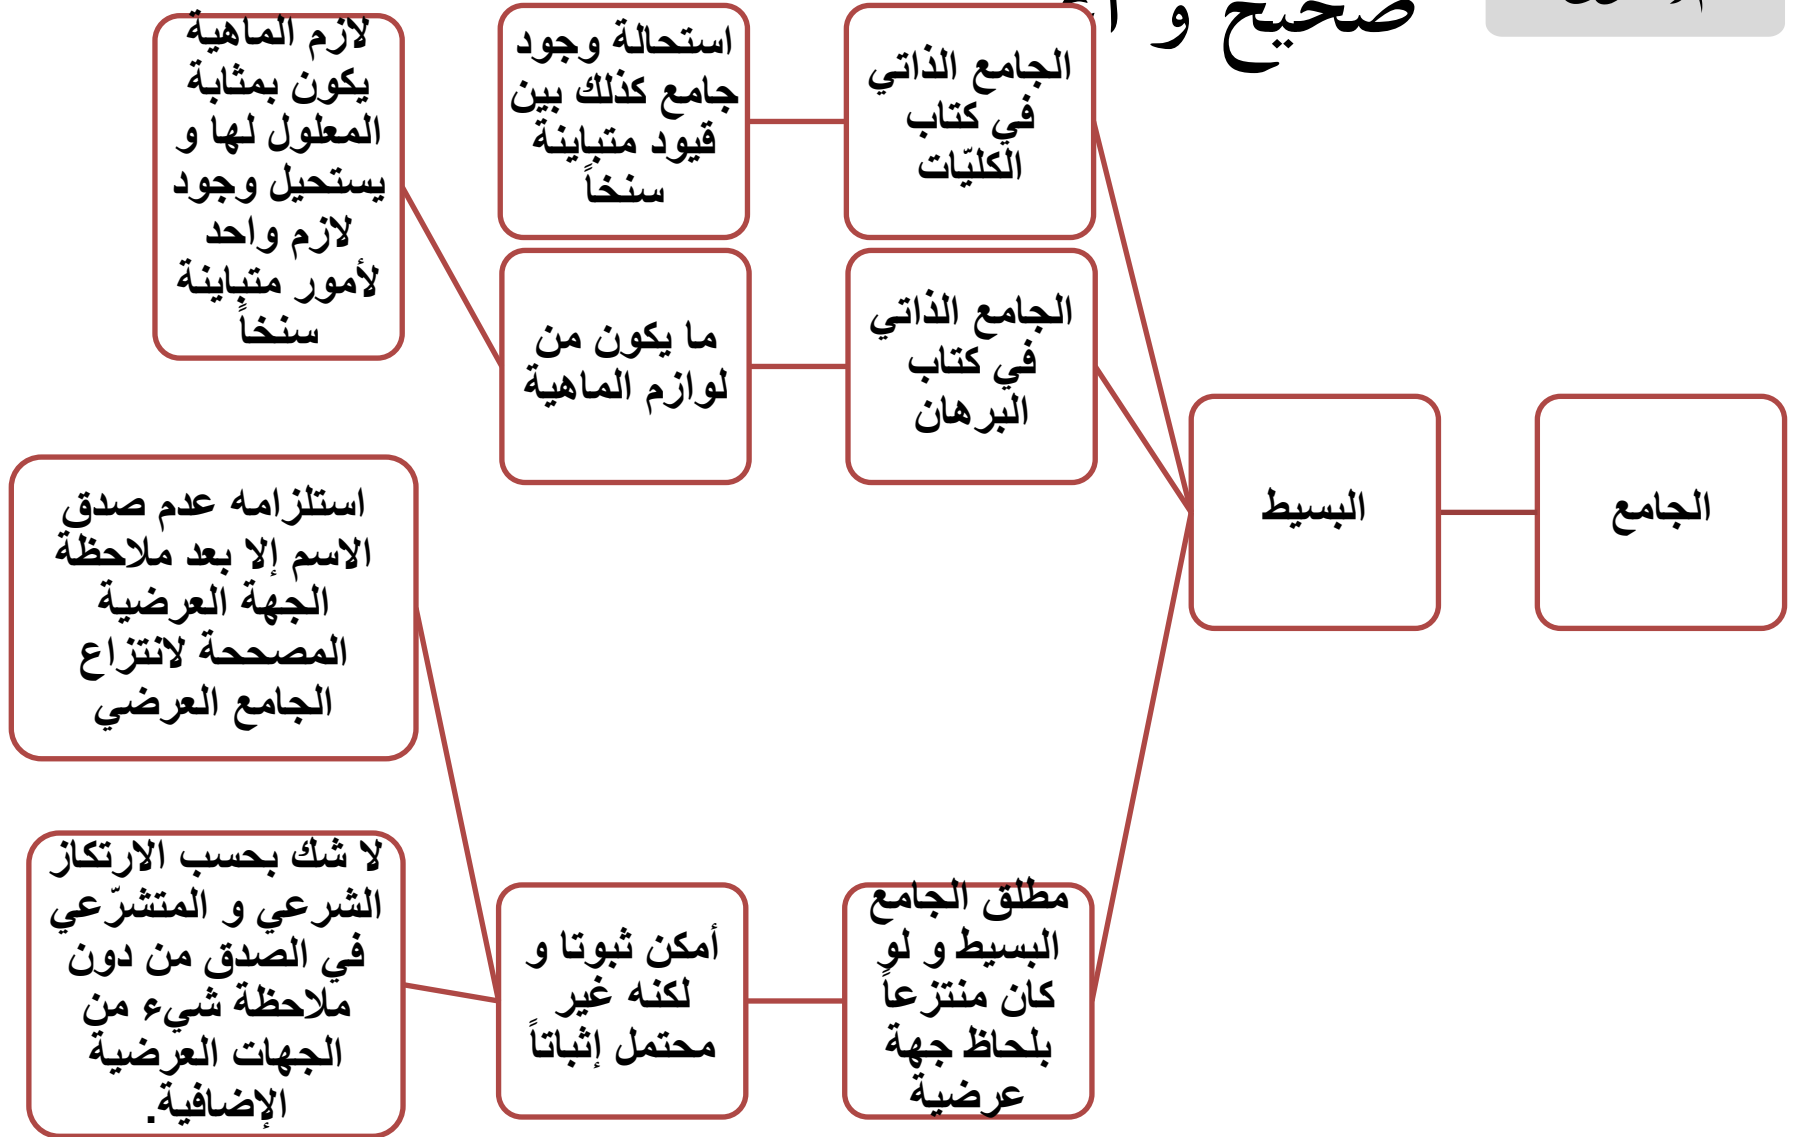 صحيح و
الجامع
البسيط
الجامع الذاتي
في كتاب
الكليّات
استحالة وجود
جامع كذلك بين
قيود متباينة
سنخاً
الجامع الذاتي
في كتاب
البرهان
ما يكون من
لوازم الماهية
لازم الماهية
يكون بمثابة
المعلول لها و
يستحيل وجود
لازم واحد
لأمور متباينة
سنخاً
مطلق الجامع
البسيط و لو
كان منتزعاً
بلحاظ جهة
عرضية
أمكن ثبوتا و
لكنه غير
محتمل إثباتاً
استلزامه عدم صدق
الاسم إلا بعد ملاحظة
الجهة العرضية
المصححة لانتزاع
الجامع العرضي
لا شك بحسب الارتكاز
الشرعي و المتشرّعي
في الصدق من دون
ملاحظة شيء من
الجهات العرضية
الإضافية.